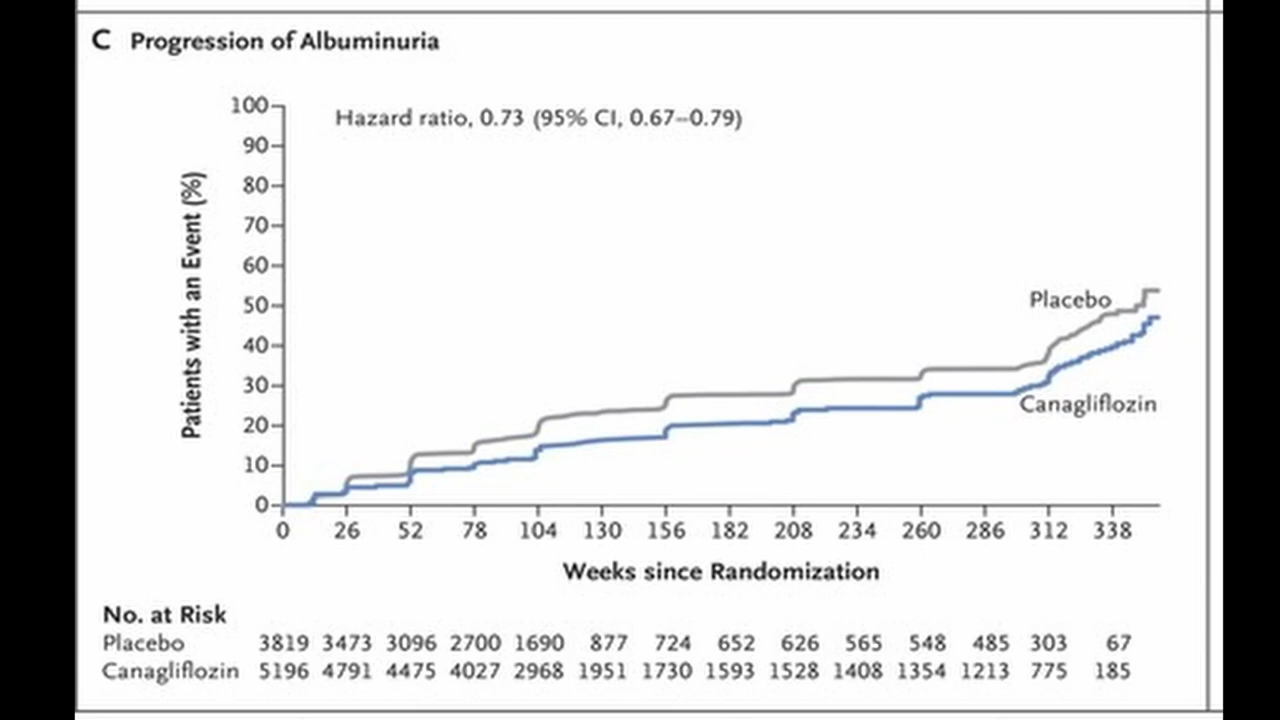 C Progression of Albuminuria
Hazard ratio, 0.73 (95% CI, 0.67–0.79)
Patients with an Event (%)
100
90
80
70
60
50
40
30
20
10
0
Placebo
Canagliflozin
0 26 52 78 104 130 156 182 208 234 260 286 312 338
Weeks since Randomization
No. at Risk
Placebo 3819 3473 3096 2700 1690 877 724 652 626 565 548 485 303 67
Canagliflozin 5196 4791 4475 4027 2968 1951 1730 1593 1528 1408 1354 1213 775 185